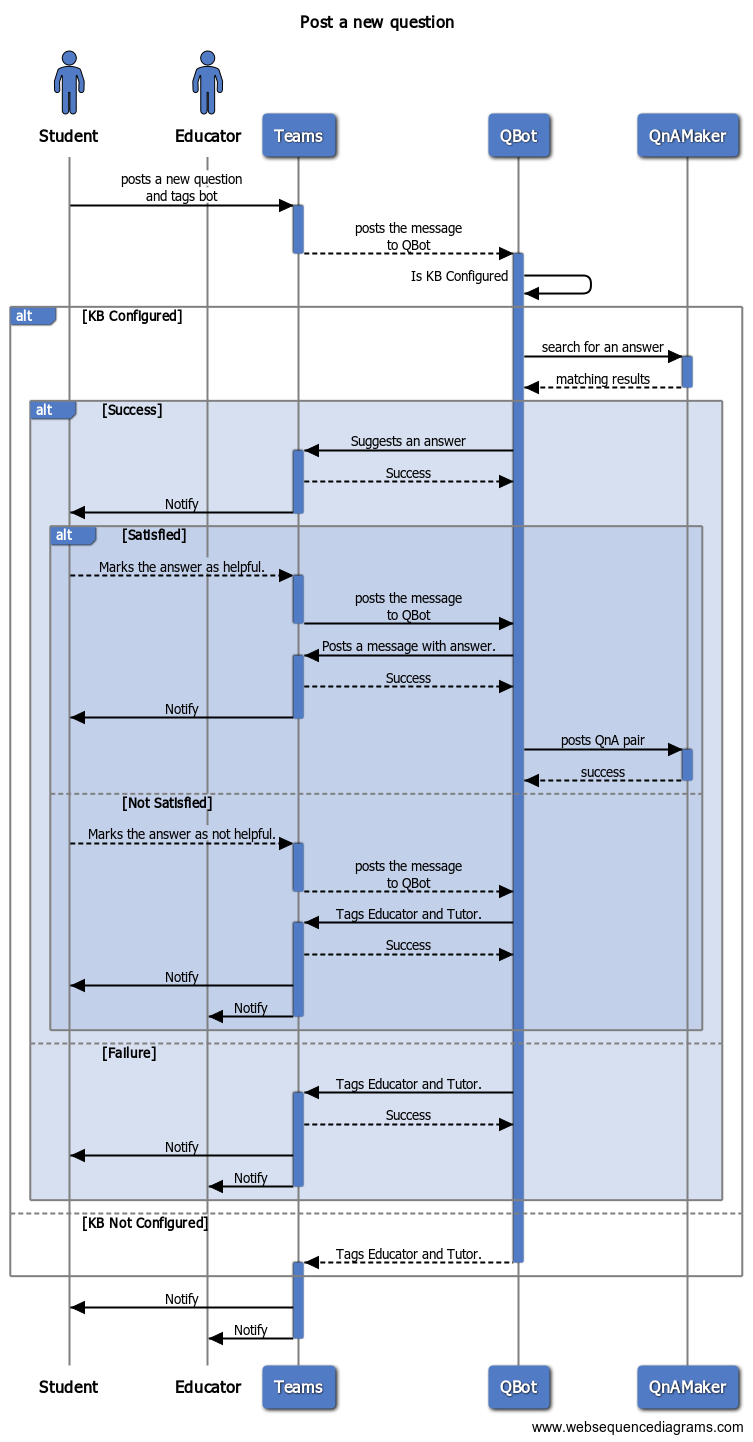 Post a new question
Student
Educator
Teams
QBot
QnAMaker
posts a new question
and tags bot
posts the message
to QBot
Is KB Configured
alt
[KB Configured]
search for an answer
matching results
alt
[Success]
Suggests an answer
Success
Notify
alt
[Satisfied]
Marks the answer as helpful.
posts the message
to QBot
Posts a message with answer.
Success
Notify
posts QnA pair
success
[Not Satisfied]
Marks the answer as not helpful.
posts the message
to QBot
Tags Educator and Tutor.
Success
Notify
Notify
[Failure]
Tags Educator and Tutor.
Success
Notify
Notify
[KB Not Configured]
Tags Educator and Tutor.
Notify
Notify
Student
Educator
Teams
QBot
QnAMaker
www.websequencediagrams.com